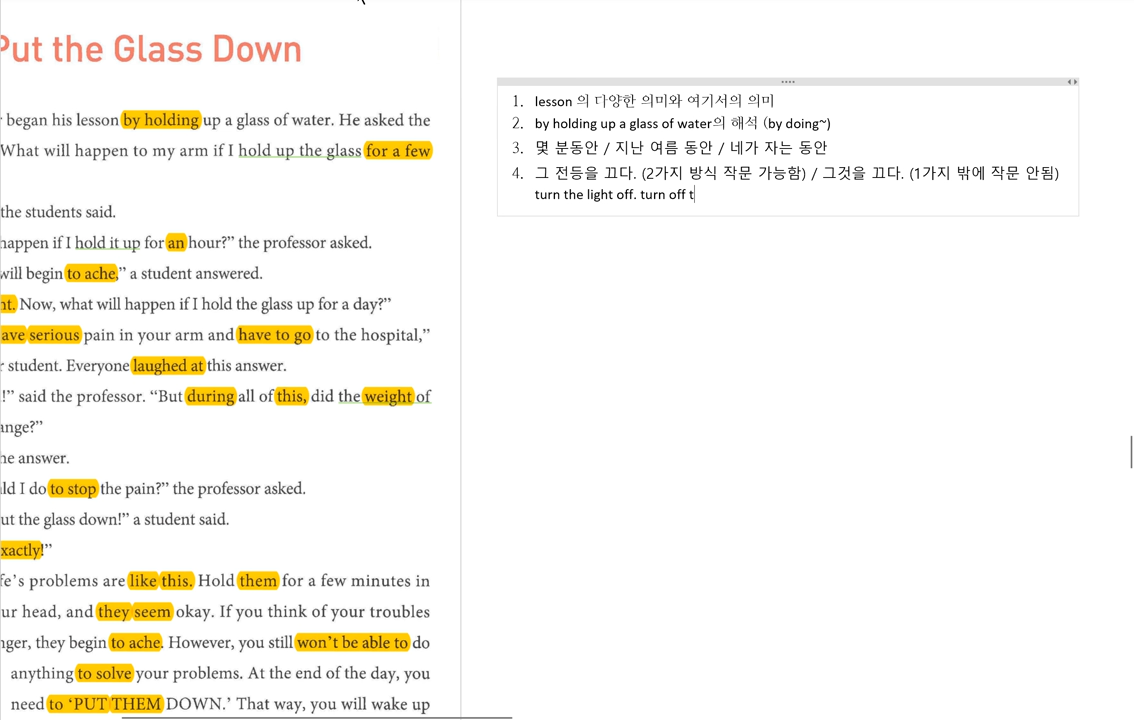 Put the Glass Down
began his lesson by holding up a glass of water. He asked the
What will happen to my arm if I hold up the glass for a few
the students said.
happen if I hold it up for an hour?” the professor asked.
will begin to ache,” a student answered.
Now, what will happen if I hold the glass up for a day?”
have serious pain in your arm and have to go to the hospital,”
student. Everyone laughed at this answer.
!” said the professor. “But during all of this, did the weight of
ange?”
answer.
I do to stop the pain?” the professor asked.
the glass down!” a student said.
xactly!”
fe’s problems are like this. Hold them for a few minutes in
ur head, and they seem okay. If you think of your troubles
nger, they begin to ache. However, you still won’t be able to do
anything to solve your problems. At the end of the day, you
need to ‘PUT THEM DOWN.’ That way, you will wake up
1. lesson 의 다양한 의미와 여기서의 의미
2. by holding up a glass of water의 해석 (by doing~)
3. 몇 분동안 / 지난 여름 동안 / 네가 자는 동안
4. 그 전등을 끄다. (2가지 방식 작문 가능함) / 그것을 끄다. (1가지 밖에 작문 안됨)
turn the light off. turn off t